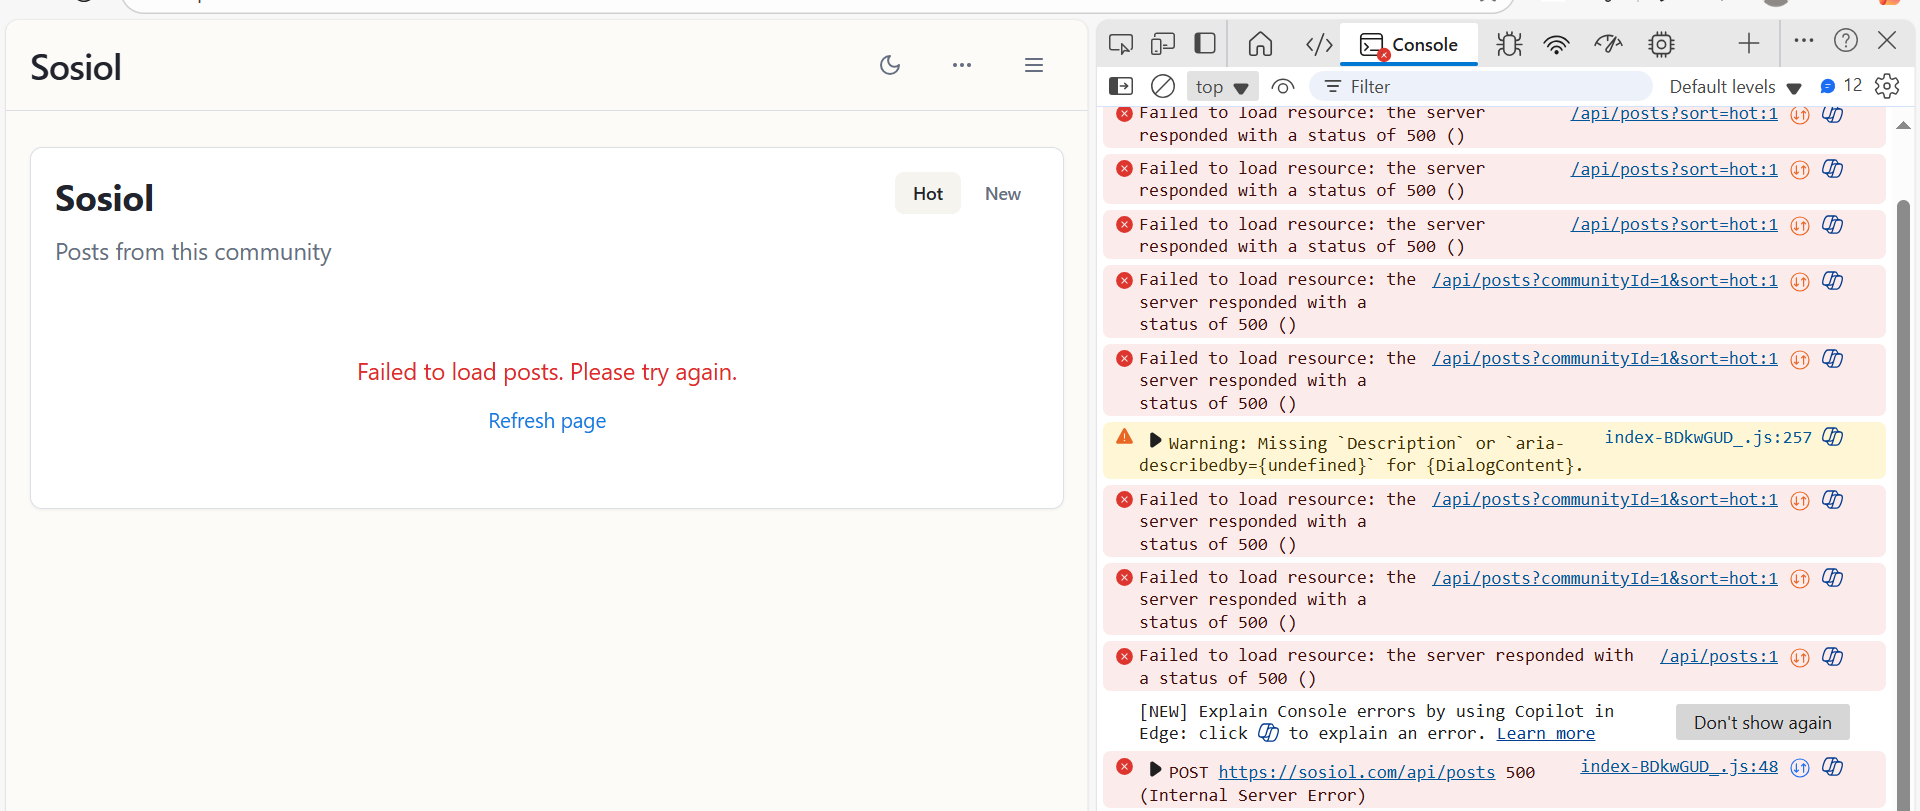 Sosiol
Sosiol
Hot
New
Posts from this community
Failed to load posts. Please try again.
Refresh page
Console
top
Filter
Default levels
12
Failed to load resource: the server /api/posts?sort=hot:1
responded with a status of 500 ()
Failed to load resource: the server /api/posts?sort=hot:1
responded with a status of 500 ()
Failed to load resource: the server /api/posts?sort=hot:1
responded with a status of 500 ()
Failed to load resource: the /api/posts?communityId=1&sort=hot:1
server responded with a
status of 500 ()
Failed to load resource: the /api/posts?communityId=1&sort=hot:1
server responded with a
status of 500 ()
Warning: Missing `Description` or `aria- index-BDkwGUD_.js:257
describedby={undefined}` for {DialogContent}.
Failed to load resource: the /api/posts?communityId=1&sort=hot:1
server responded with a
status of 500 ()
Failed to load resource: the /api/posts?communityId=1&sort=hot:1
server responded with a
status of 500 ()
Failed to load resource: the server responded with /api/posts:1
a status of 500 ()
[NEW] Explain Console errors by using Copilot in
Edge: click to explain an error. Learn more
Don't show again
POST https://sosiol.com/api/posts 500 index-BDkwGUD_.js:48
(Internal Server Error)